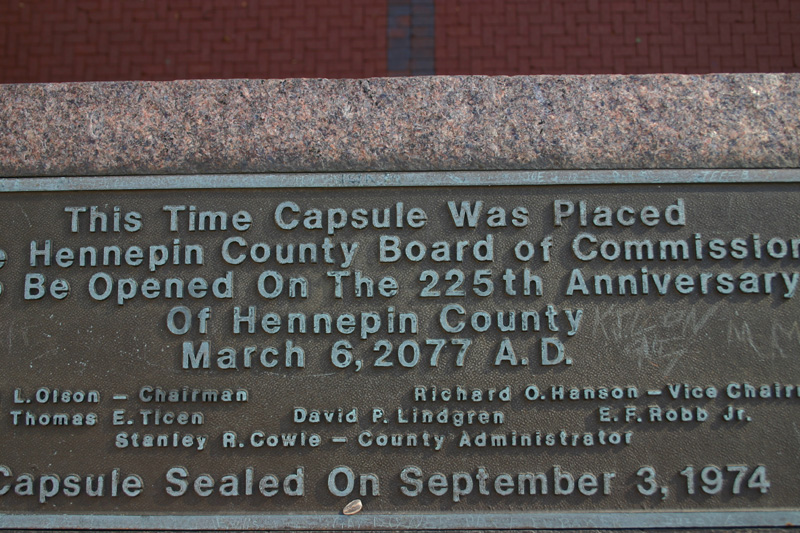 This Time Capsule Was Placed
Hennepin County Board of Commission
Be Opened On The 225th Anniversary
Of Hennepin County
March 6, 2077 A.D.
L. Olson – Chairman Richard O. Hanson – Vice Chair
Thomas E. Ticen David P. Lindgren E. F. Robb Jr.
Stanley R. Cowle – County Administrator
Capsule Sealed On September 3, 1974